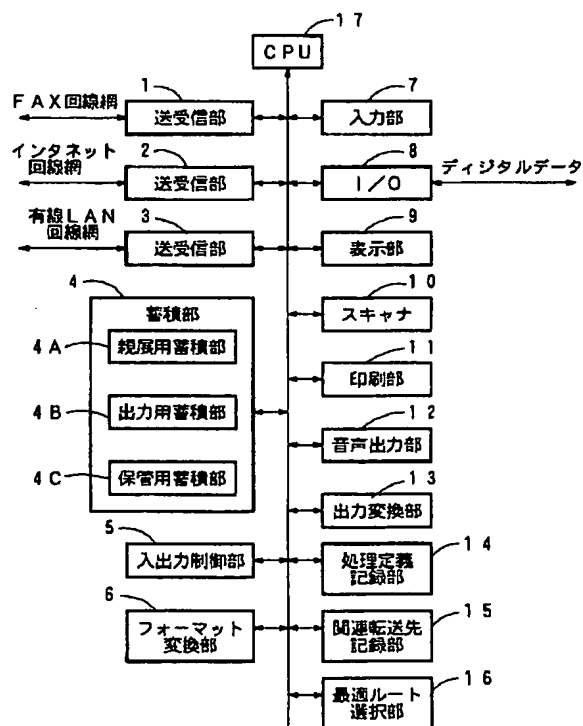 17
CPU
1
FAX回線網
送受信部
7
入力部
2
インタネット
回線網
送受信部
8
I/O
ディジタルデータ
3
有線LAN
回線網
送受信部
9
表示部
4
蓄積部
4A
親展用蓄積部
4B
出力用蓄積部
4C
保管用蓄積部
10
スキャナ
11
印刷部
12
音声出力部
13
出力変換部
5
入出力制御部
14
処理定義
記録部
6
フォーマット
変換部
15
関連転送先
記録部
16
最適ルート
選択部